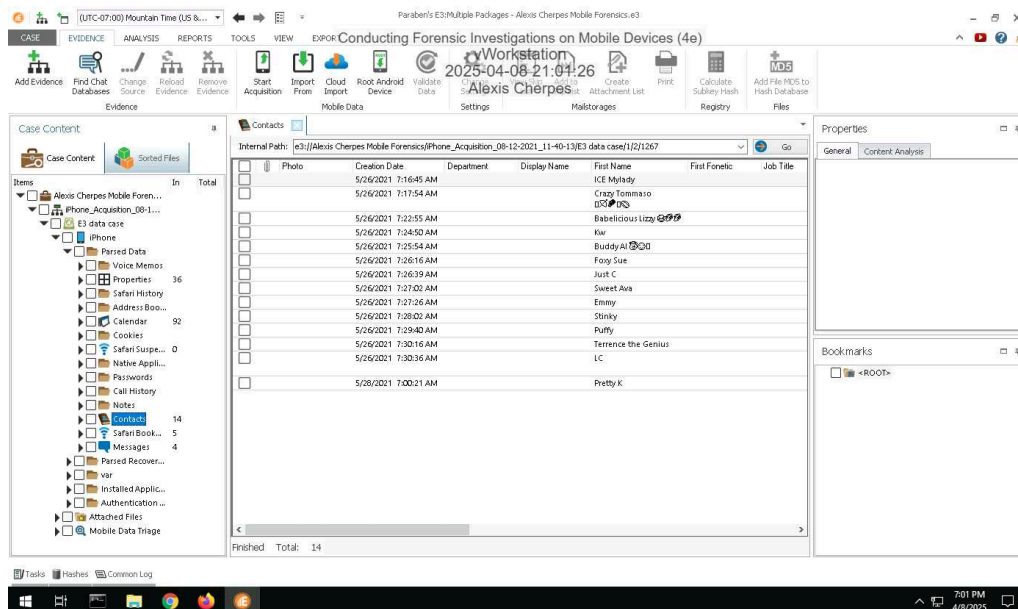 (UTC-07:00) Mountain Time (US &...
Paraben's E3:Multiple Packages - Alexis Cherpes Mobile Forensics.e3
CASE EVIDENCE ANALYSIS REPORTS TOOLS VIEW EXPOR
Conducting Forensic Investigations on Mobile Devices (4e)
vWorkstation
2025-04-08 21:01:26
Alexis Cherpes
Add Evidence
Find Chat Databases
Change Source
Reload Evidence
Remove Evidence
Start Acquisition
Import From
Cloud Import
Root Android Device
Validate Data
Create Attachment List
Print
Calculate Subkey Hash
MD5
Add File MD5 to Hash Database
Evidence Mobile Data Settings Mailstorages Registry Files
Case Content
Case Content Sorted Files
Items In Total
Alexis Cherpes Mobile Foren...
iPhone_Acquisition_08-1...
E3 data case
iPhone
Parsed Data
Voice Memos
Properties 36
Safari History
Address Boo...
Calendar 92
Cookies
Safari Suspe... 0
Native Appli...
Passwords
Call History
Notes
Contacts 14
Safari Book... 5
Messages 4
Parsed Recover...
var
Installed Applic...
Authentication ...
Attached Files
Mobile Data Triage
Contacts
Internal Path: e3://Alexis Cherpes Mobile Forensics/iPhone_Acquisition_08-12-2021_11-40-13/E3 data case/1/2/1267 Go
Photo Creation Date Department Display Name First Name First Fonetic Job Title
5/26/2021 7:16:45 AM ICE Mylady
5/26/2021 7:17:54 AM Crazy Tommaso
5/26/2021 7:22:55 AM Babelicious Lizzy
5/26/2021 7:24:50 AM Kw
5/26/2021 7:25:54 AM Buddy Al
5/26/2021 7:26:16 AM Foxy Sue
5/26/2021 7:26:39 AM Just C
5/26/2021 7:27:02 AM Sweet Ava
5/26/2021 7:27:26 AM Emmy
5/26/2021 7:28:02 AM Stinky
5/26/2021 7:29:40 AM Puffy
5/26/2021 7:30:16 AM Terrence the Genius
5/26/2021 7:30:36 AM LC
5/28/2021 7:00:21 AM Pretty K
Finished Total: 14
Properties
General Content Analysis
Bookmarks
<ROOT>
Tasks Hashes Common Log
7:01 PM
4/8/2025